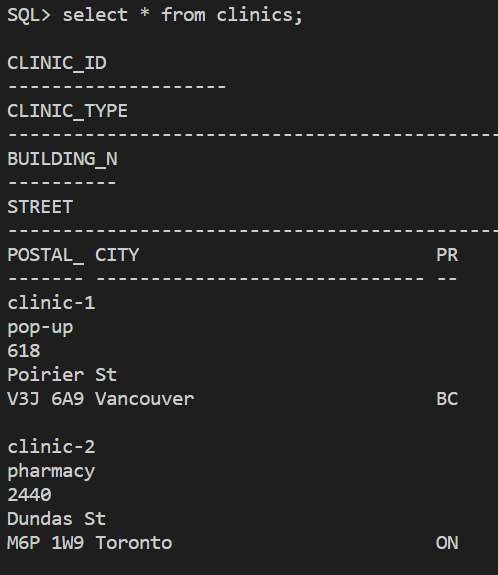 SQL> select * from clinics;
CLINIC_ID
--------------------
CLINIC_TYPE
---------------------------------------------
BUILDING_N
----------
STREET
---------------------------------------------
POSTAL_ CITY PR
------- ------------------------------ --
clinic-1
pop-up
618
Poirier St
V3J 6A9 Vancouver BC
clinic-2
pharmacy
2440
Dundas St
M6P 1W9 Toronto ON